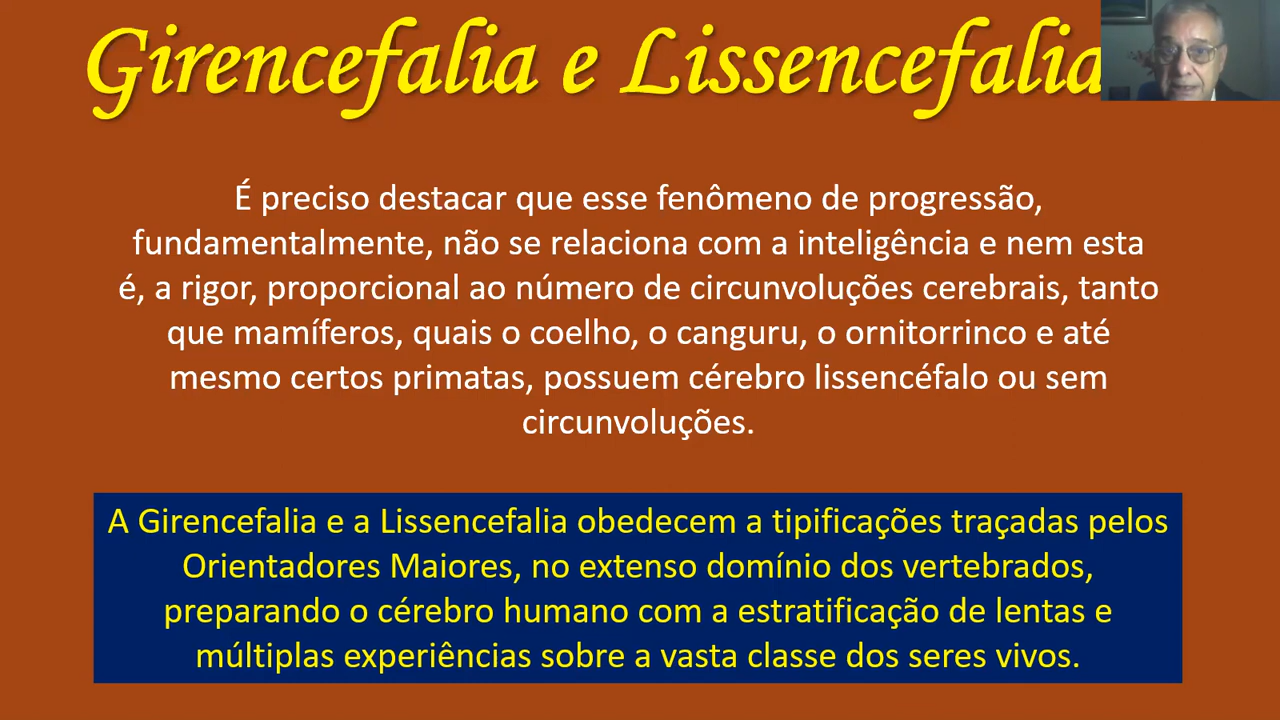 Girencefalia e Lissencefalia
É preciso destacar que esse fenômeno de progressão,
fundamentalmente, não se relaciona com a inteligência e nem esta
é, a rigor, proporcional ao número de circunvoluções cerebrais, tanto
que mamíferos, quais o coelho, o canguru, o ornitorrinco e até
mesmo certos primatas, possuem cérebro lissencéfalo ou sem
circunvoluções.
A Girencefalia e a Lissencefalia obedecem a tipificações traçadas pelos
Orientadores Maiores, no extenso domínio dos vertebrados,
preparando o cérebro humano com a estratificação de lentas e
múltiplas experiências sobre a vasta classe dos seres vivos.